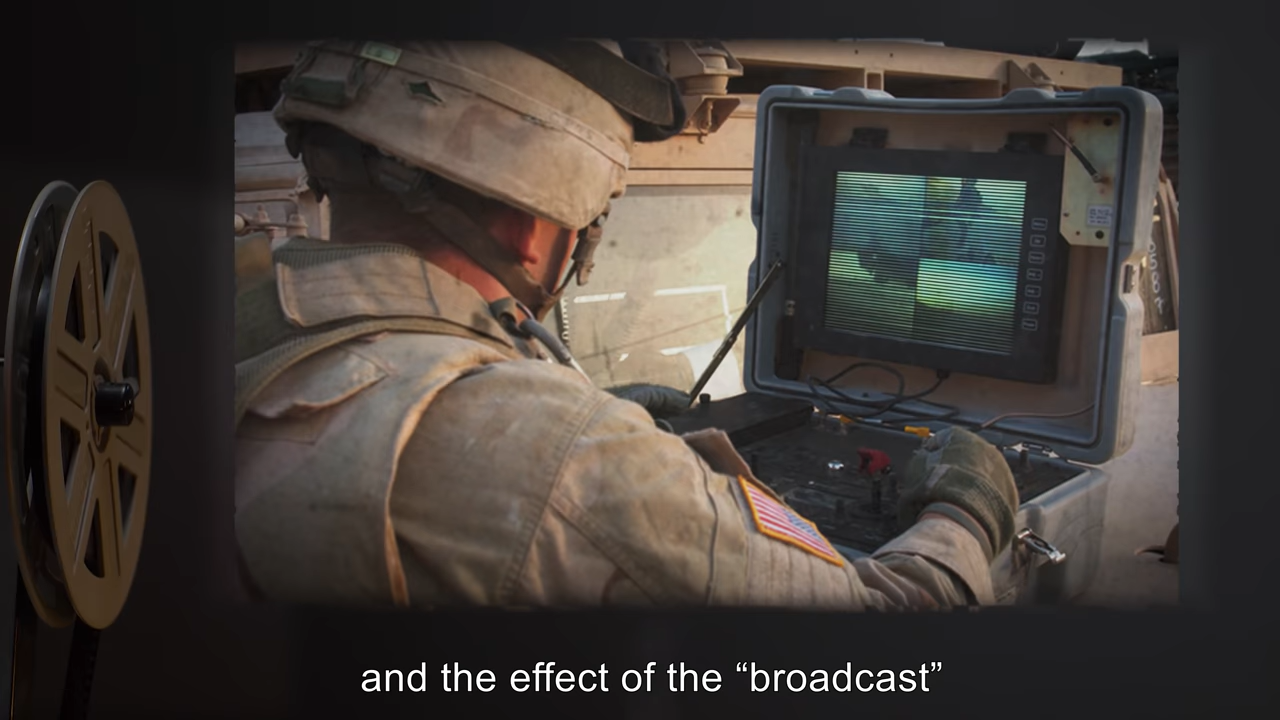 and the effect of the “broadcast”